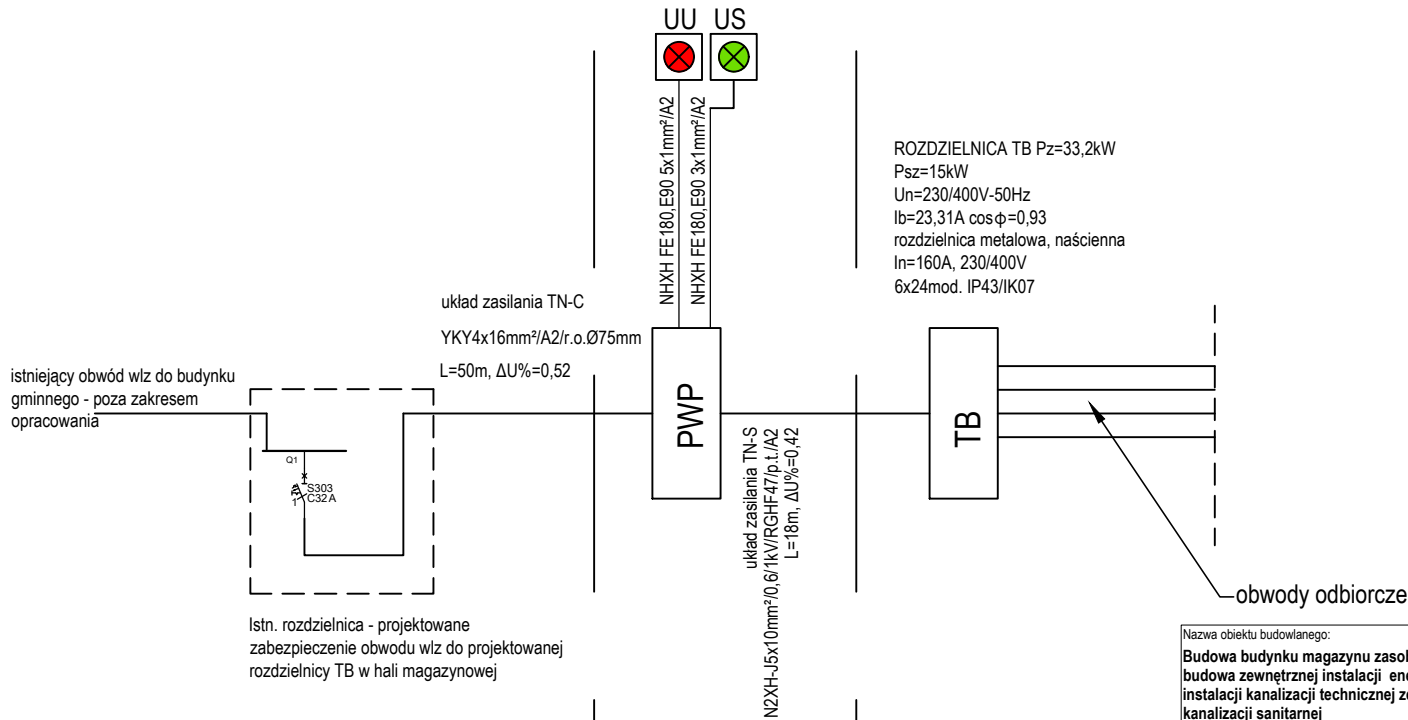 UU US
NHXH FE180,E90 5x1mm²/A2
NHXH FE180,E90 3x1mm²/A2
ROZDZIELNICA TB Pz=33,2kW
Psz=15kW
Un=230/400V-50Hz
Ib=23,31A cosϕ=0,93
rozdzielnica metalowa, naścienna
In=160A, 230/400V
6x24mod. IP43/IK07
układ zasilania TN-C
YKY4x16mm²/A2/r.o.Ø75mm
L=50m, ΔU%=0,52
istniejący obwód wlz do budynku
gminnego - poza zakresem
opracowania
Q1
S303
C32A
1
PWP
TB
układ zasilania TN-S
N2XH-J5x10mm²/0,6/1kV/RGHF47/p.t./A2
L=18m, ΔU%=0,42
Istn. rozdzielnica - projektowane
zabezpieczenie obwodu wlz do projektowanej
rozdzielnicy TB w hali magazynowej
obwody odbiorcze
Nazwa obiektu budowlanego:
Budowa budynku magazynu
budowa zewnętrznej instalacji
instalacji kanalizacji technicznej
kanalizacji sanitarnej